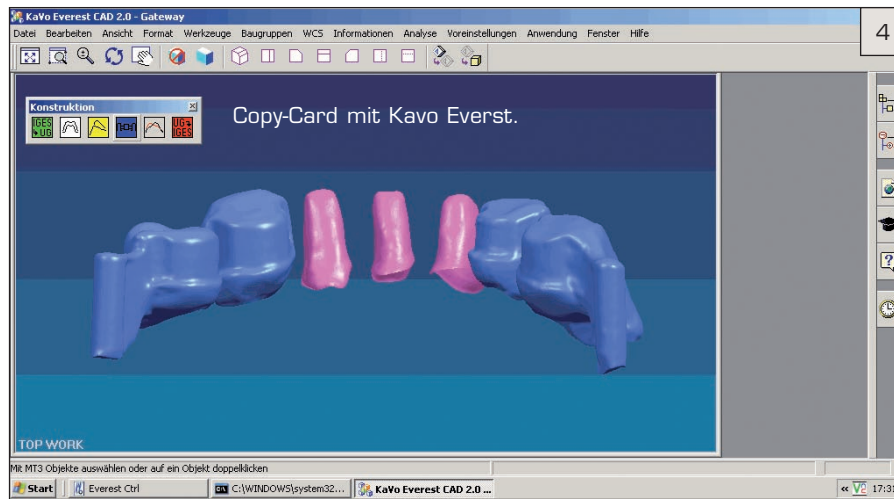 KaVo Everest CAD 2.0 - Gateway
4
Datei Bearbeiten Ansicht Format Werkzeuge Baugruppen WCS Informationen Analyse Voreinstellungen Anwendung Fenster Hilfe
Konstruktion
IGES UG
UG IGES
Copy-Card mit Kavo Everst.
TOP WORK
Mit MT3 Objekte auswählen oder auf ein Objekt doppelklicken
Start Everest Ctrl C:\WINDOWS\system32... KaVo Everest CAD 2.0 ... « V2